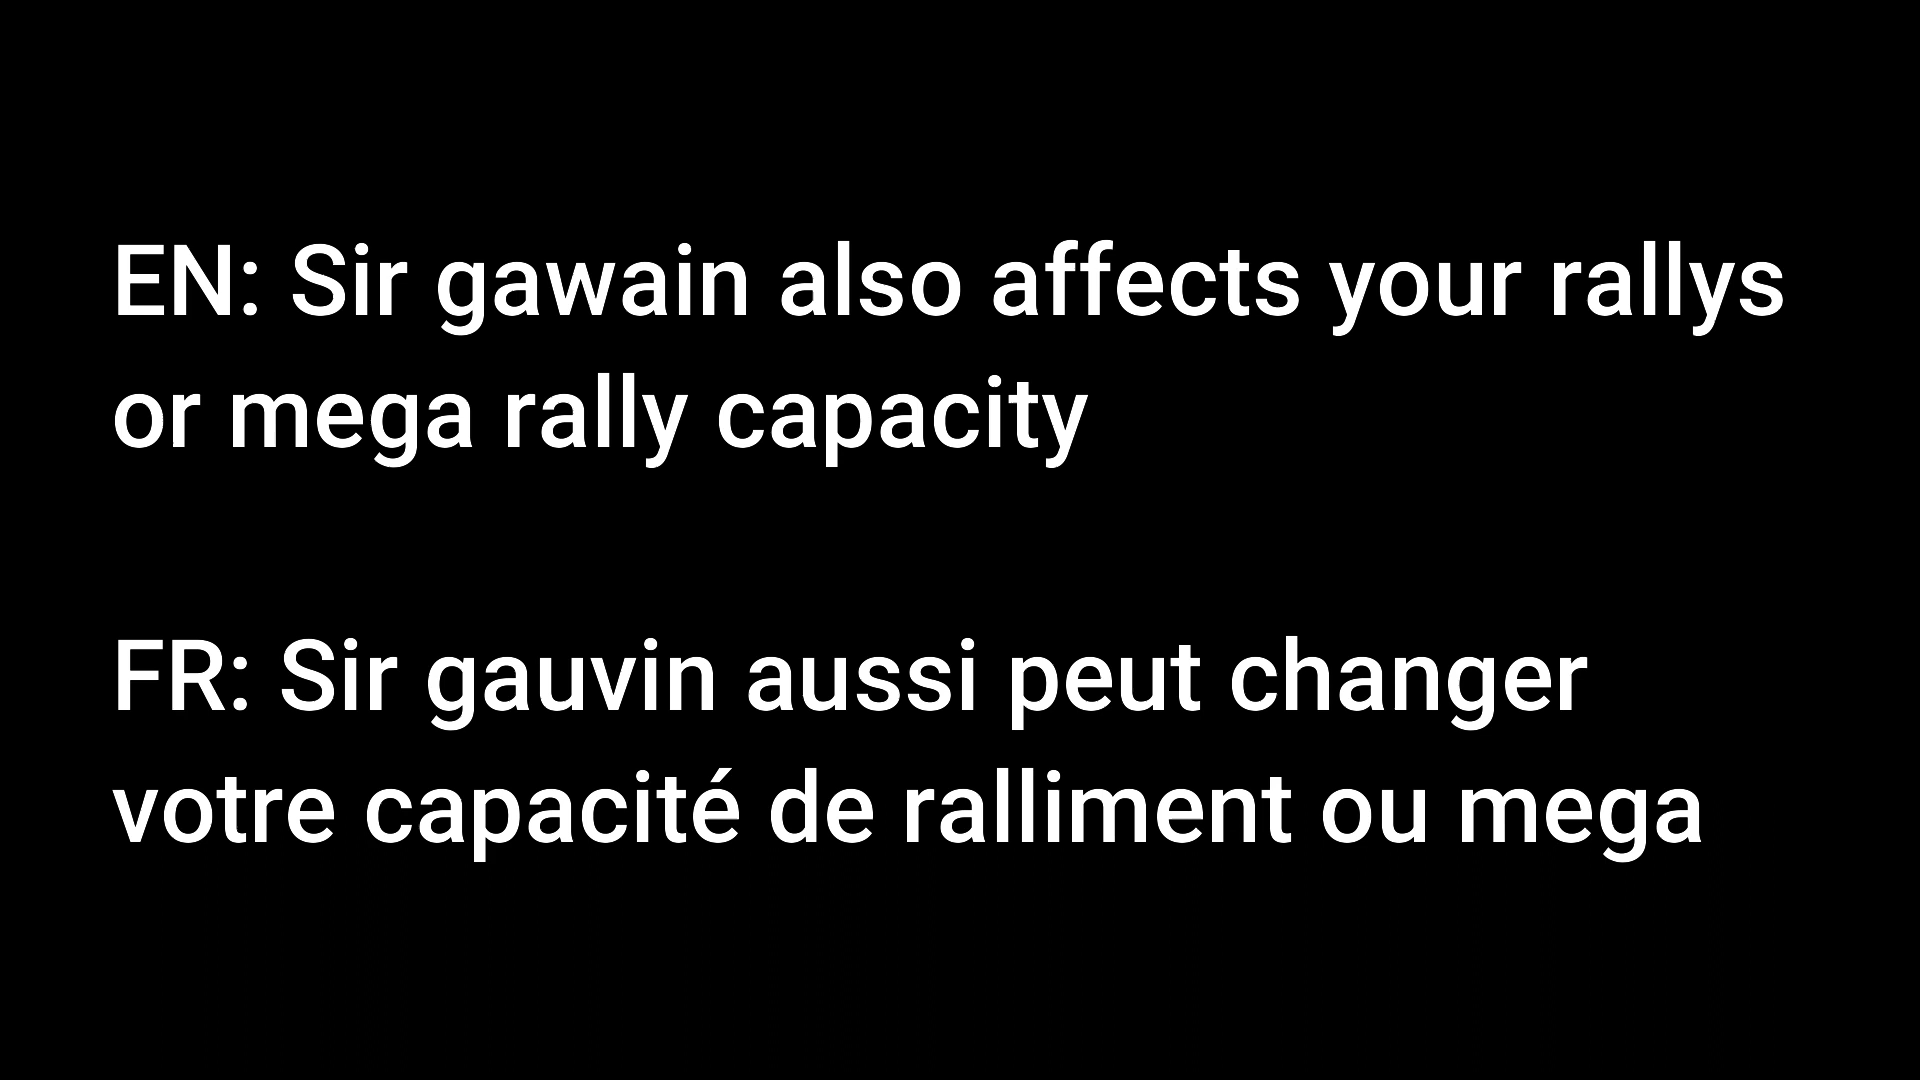 EN: Sir gawain also affects your rallys
or mega rally capacity
FR: Sir gauvin aussi peut changer
votre capacité de ralliment ou mega